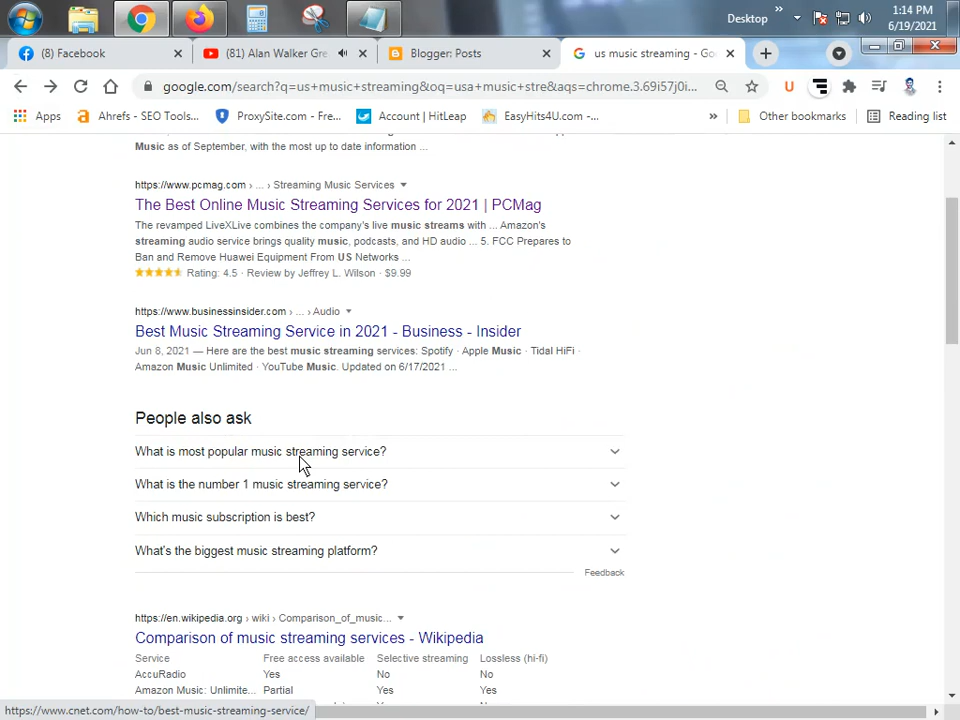 1:14 PM
Desktop
»
6/19/2021
(8) Facebook
(81) Alan Walker Gre
Blogger: Posts
us music streaming - Go
google.com/search?q=us+music+streaming&oq=usa+music+stre&aqs=chrome.3.69i57j0i...
Apps
Ahrefs - SEO Tools...
ProxySite.com - Fre...
Account | HitLeap
EasyHits4U.com -...
»
Other bookmarks
Reading list
Music as of September, with the most up to date information ...
https://www.pcmag.com › ... › Streaming Music Services
The Best Online Music Streaming Services for 2021 | PCMag
The revamped LiveXLive combines the company's live music streams with ... Amazon's
streaming audio service brings quality music, podcasts, and HD audio ... 5. FCC Prepares to
Ban and Remove Huawei Equipment From US Networks ...
Rating: 4.5 · Review by Jeffrey L. Wilson · $9.99
https://www.businessinsider.com › ... › Audio
Best Music Streaming Service in 2021 - Business - Insider
Jun 8, 2021 — Here are the best music streaming services: Spotify · Apple Music · Tidal HiFi ·
Amazon Music Unlimited · YouTube Music. Updated on 6/17/2021 ...
People also ask
What is most popular music streaming service?
What is the number 1 music streaming service?
Which music subscription is best?
What's the biggest music streaming platform?
Feedback
https://en.wikipedia.org › wiki › Comparison_of_music...
Comparison of music streaming services - Wikipedia
Service Free access available Selective streaming Lossless (hi-fi)
AccuRadio Yes No No
Amazon Music: Unlimite... Partial Yes Yes
https://www.cnet.com/how-to/best-music-streaming-service/